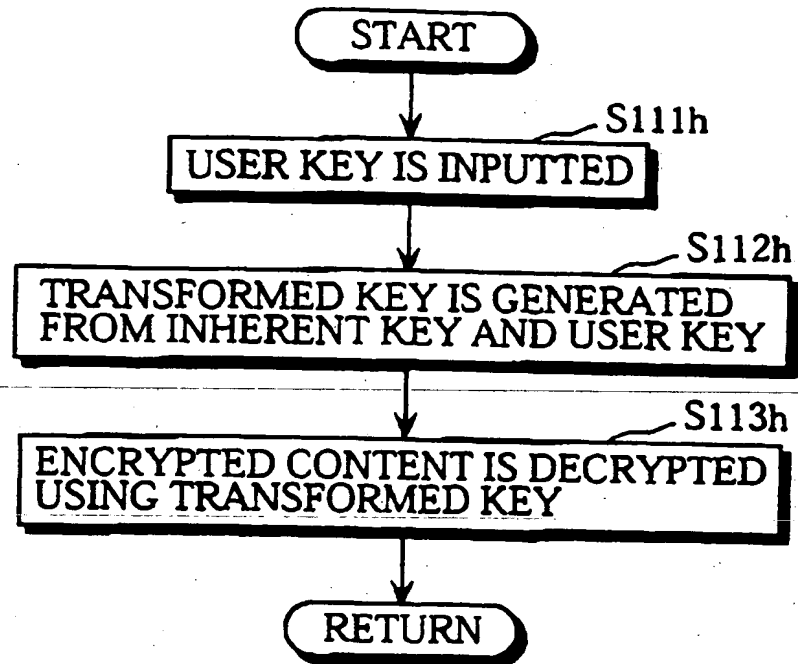 START
S111h
USER KEY IS INPUTTED
S112h
TRANSFORMED KEY IS GENERATED
FROM INHERENT KEY AND USER KEY
S113h
ENCRYPTED CONTENT IS DECRYPTED
USING TRANSFORMED KEY
RETURN